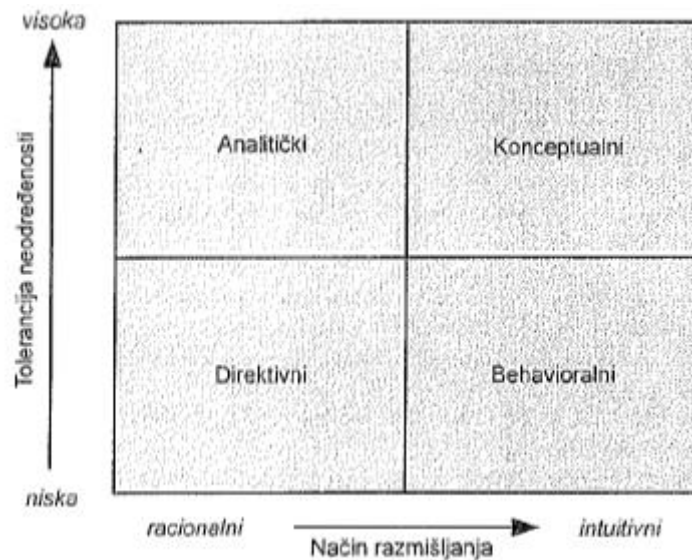 visoka
Tolerancija neodređenosti
Analitički
Konceptualni
Direktivni
Behavioralni
niska
racionalni
Način razmišljanja
intuitivni